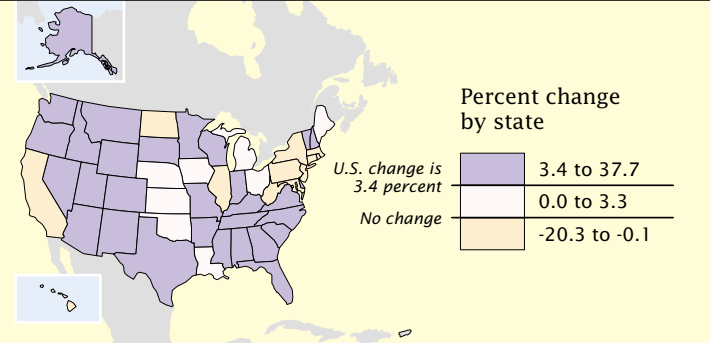 Percent change
by state
U.S. change is
3.4 percent
3.4 to 37.7
0.0 to 3.3
No change
-20.3 to -0.1